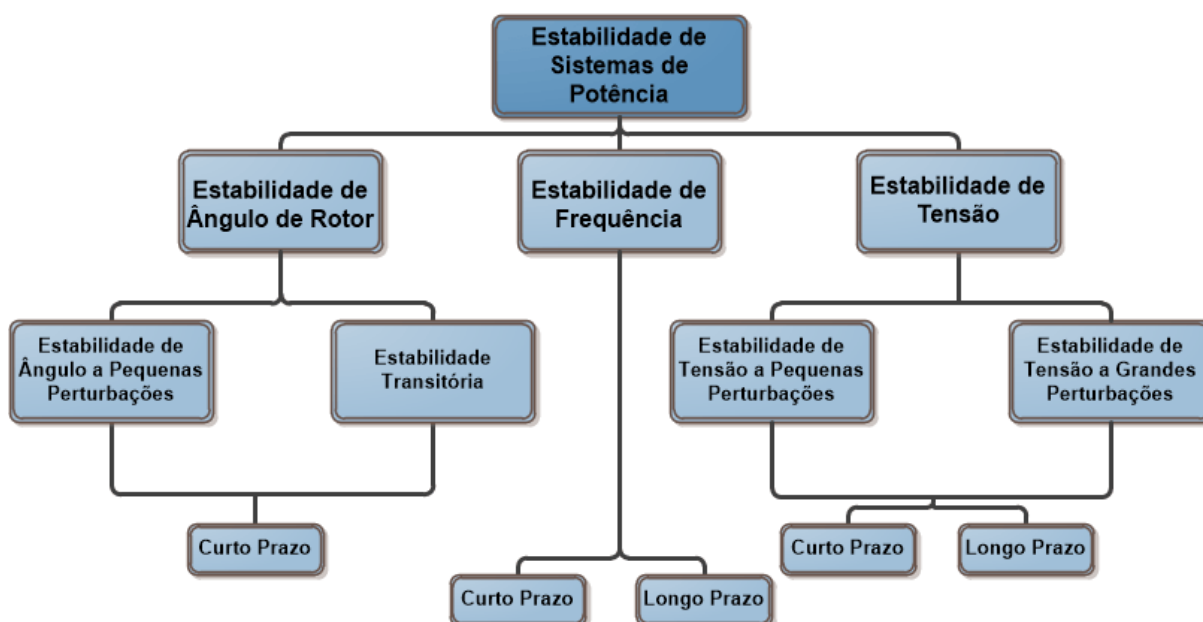 Estabilidade de
Sistemas de
Potência
Estabilidade de
Ângulo de Rotor
Estabilidade de
Frequência
Estabilidade de
Tensão
Estabilidade de
Ângulo a Pequenas
Perturbações
Estabilidade
Transitória
Estabilidade de
Tensão a Pequenas
Perturbações
Estabilidade de
Tensão a Grandes
Perturbações
Curto Prazo
Curto Prazo
Longo Prazo
Curto Prazo
Longo Prazo